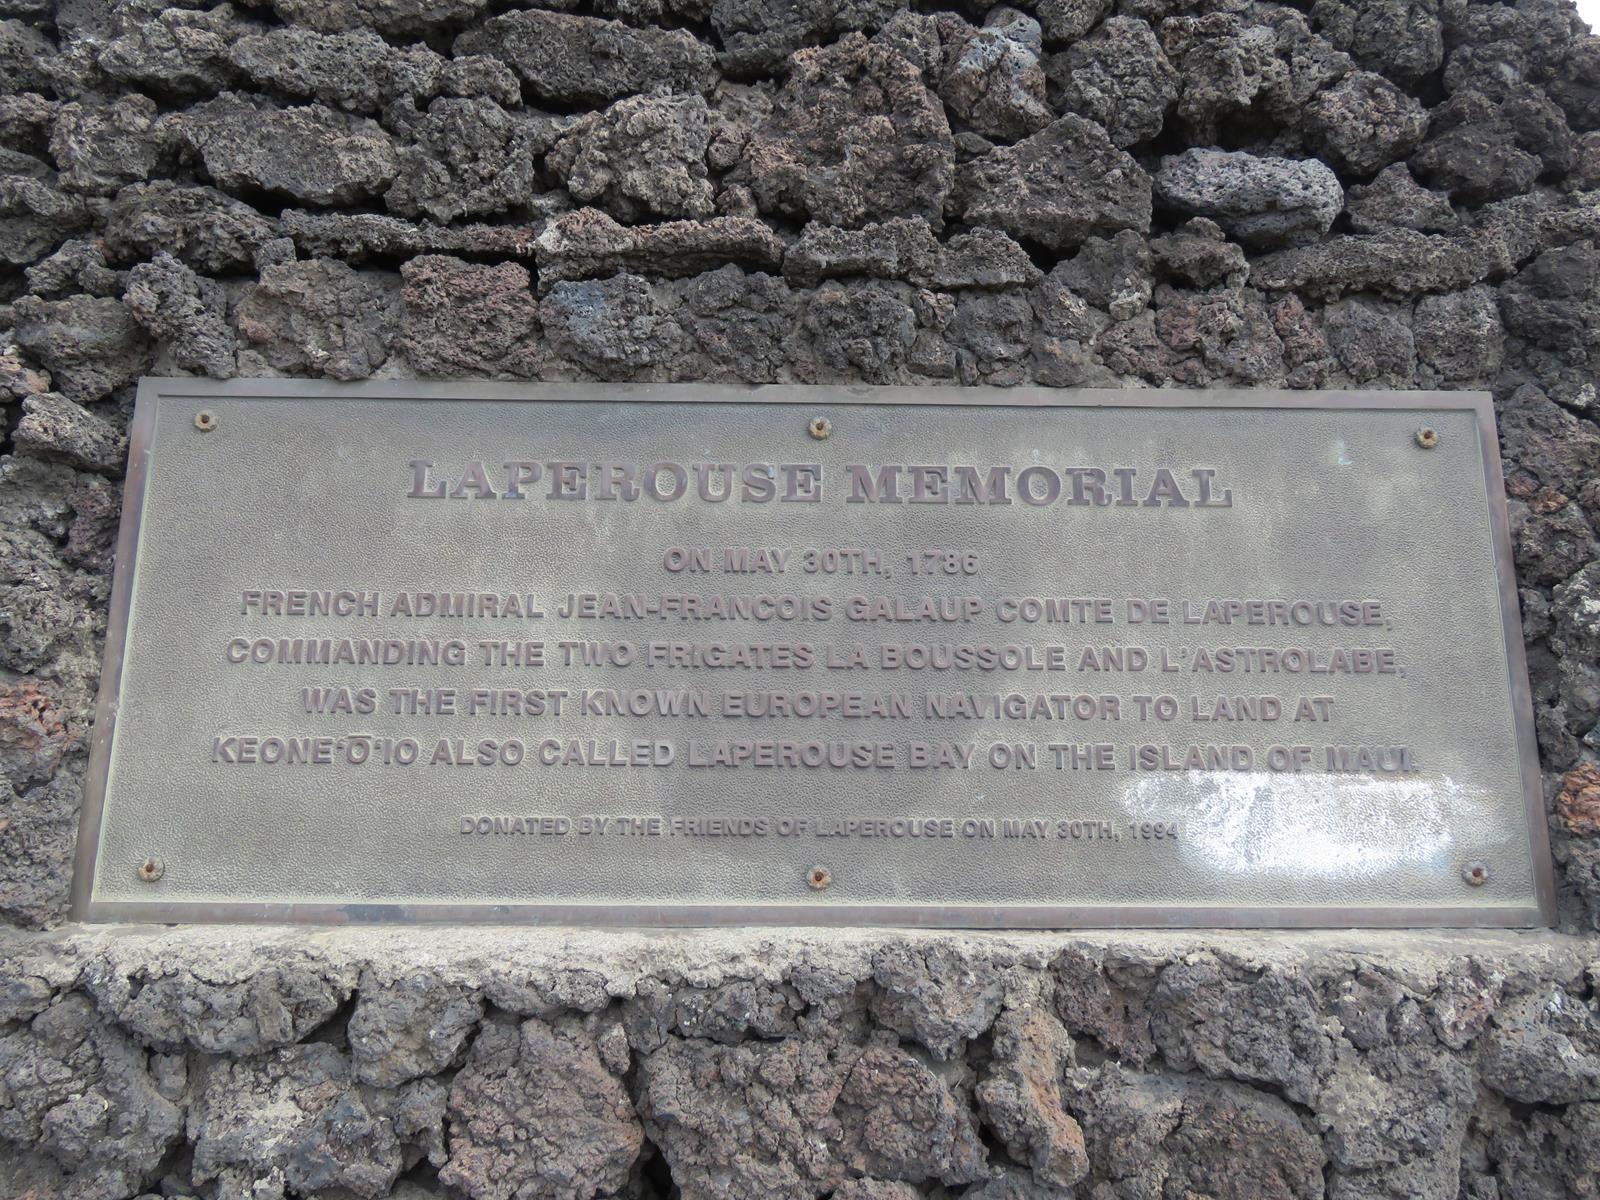 LAPEROUSE MEMORIAL
ON MAY 30TH, 1786
FRENCH ADMIRAL JEAN-FRANCOIS GALAUP COMTE DE LAPEROUSE,
COMMANDING THE TWO FRIGATES LA BOUSSOLE AND L'ASTROLABE,
WAS THE FIRST KNOWN EUROPEAN NAVIGATOR TO LAND AT
KEONE‘Ō‘IO ALSO CALLED LAPEROUSE BAY ON THE ISLAND OF MAUI.
DONATED BY THE FRIENDS OF LAPEROUSE ON MAY 30TH, 1994